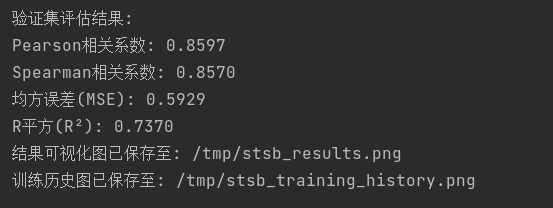 验证集评估结果:
Pearson相关系数: 0.8597
Spearman相关系数: 0.8570
均方误差(MSE): 0.5929
R平方(R²): 0.7370
结果可视化图已保存至: /tmp/stsb_results.png
训练历史图已保存至: /tmp/stsb_training_history.png